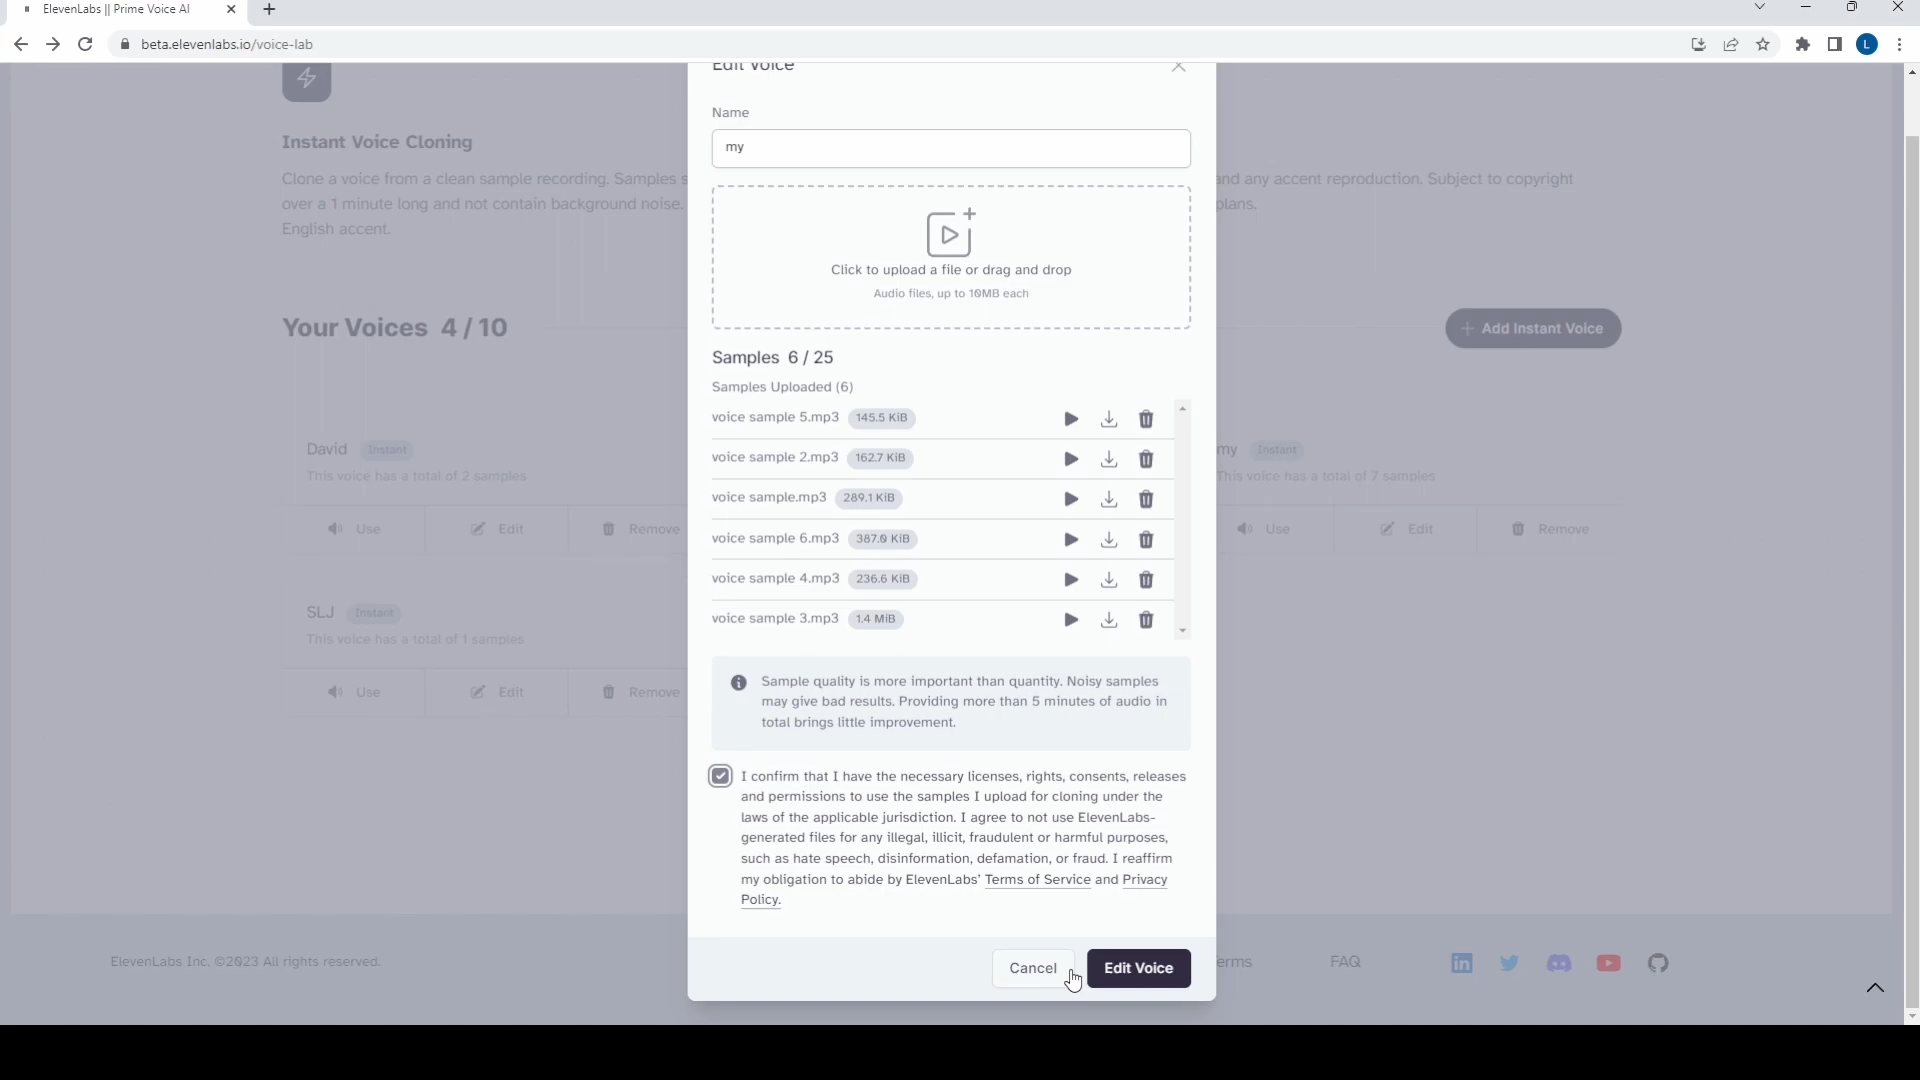 ElevenLabs || Prime Voice AI
beta.elevenlabs.io/voice-lab
L
Edit Voice
Name
my
Instant Voice Cloning
Clone a voice from a clean sample recording. Samples s
over a 1 minute long and not contain background noise.
English accent.
and any accent reproduction. Subject to copyright
plans.
Click to upload a file or drag and drop
Audio files, up to 10MB each
Your Voices 4 / 10
Add Instant Voice
Samples 6 / 25
Samples Uploaded (6)
voice sample 5.mp3 145.5 KiB
voice sample 2.mp3 162.7 KiB
voice sample.mp3 289.1 KiB
voice sample 6.mp3 387.0 KiB
voice sample 4.mp3 236.6 KiB
voice sample 3.mp3 1.4 MiB
David Instant
This voice has a total of 2 samples
Use Edit Remove
my Instant
This voice has a total of 7 samples
Use Edit Remove
SLJ Instant
This voice has a total of 1 samples
Use Edit Remove
Sample quality is more important than quantity. Noisy samples
may give bad results. Providing more than 5 minutes of audio in
total brings little improvement.
I confirm that I have the necessary licenses, rights, consents, releases
and permissions to use the samples I upload for cloning under the
laws of the applicable jurisdiction. I agree to not use ElevenLabs-
generated files for any illegal, illicit, fraudulent or harmful purposes,
such as hate speech, disinformation, defamation, or fraud. I reaffirm
my obligation to abide by ElevenLabs' Terms of Service and Privacy
Policy.
Cancel Edit Voice
ElevenLabs Inc. ©2023 All rights reserved.
erms
FAQ